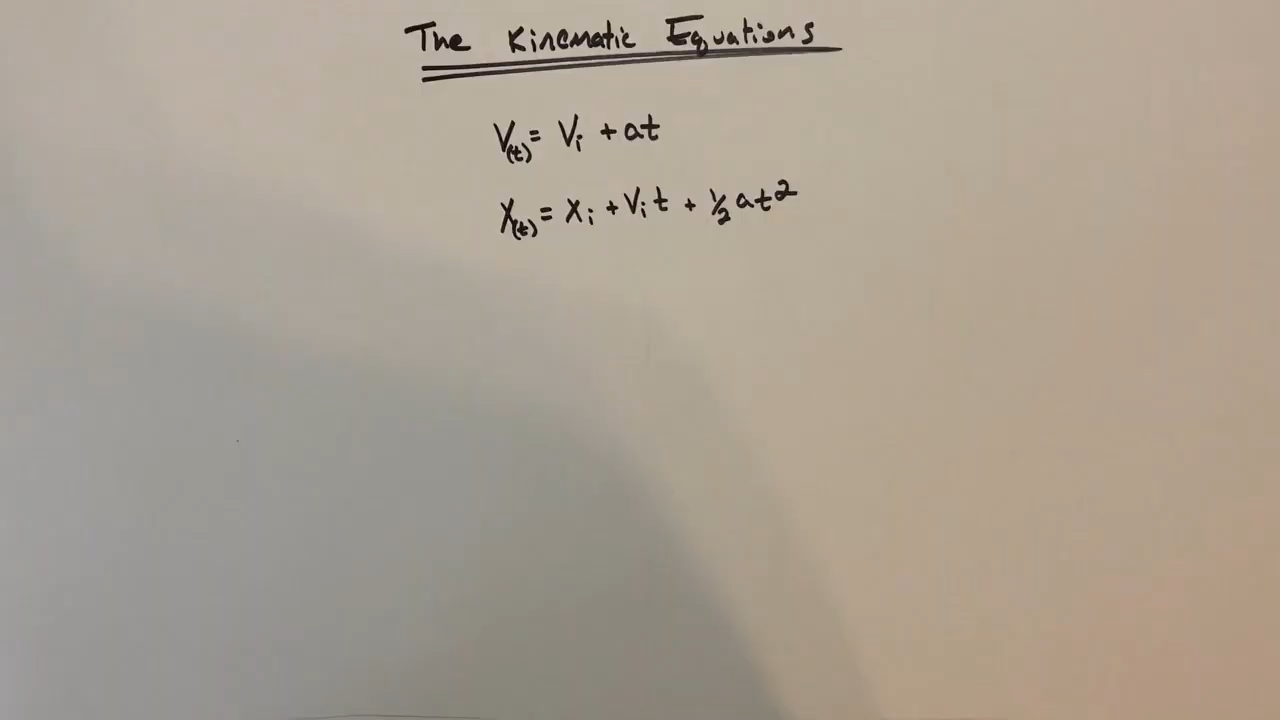 The Kinematic Equations
V(t) = Vi + at
X(t) = Xi + Vit + ½at²